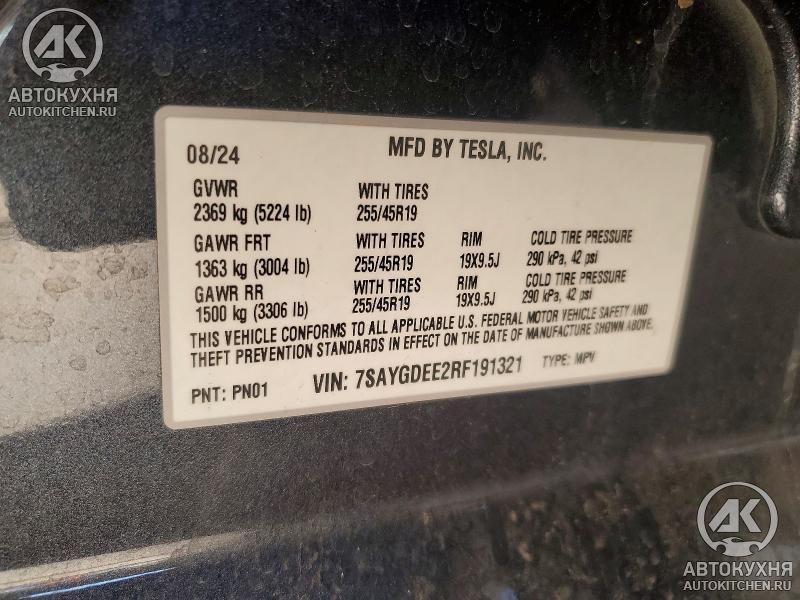 AK
АВТОКУХНЯ
AUTOKITCHEN.RU
08/24 MFD BY TESLA, INC.
GVWR WITH TIRES
2369 kg (5224 lb) 255/45R19
GAWR FRT WITH TIRES RIM COLD TIRE PRESSURE
1363 kg (3004 lb) 255/45R19 19X9.5J 290 kPa, 42 psi
GAWR RR WITH TIRES RIM COLD TIRE PRESSURE
1500 kg (3306 lb) 255/45R19 19X9.5J 290 kPa, 42 psi
THIS VEHICLE CONFORMS TO ALL APPLICABLE U.S. FEDERAL MOTOR VEHICLE SAFETY AND
THEFT PREVENTION STANDARDS IN EFFECT ON THE DATE OF MANUFACTURE SHOWN ABOVE.
PNT: PN01 VIN: 7SAYGDEE2RF191321 TYPE: MPV
AK
АВТОКУХНЯ
AUTOKITCHEN.RU